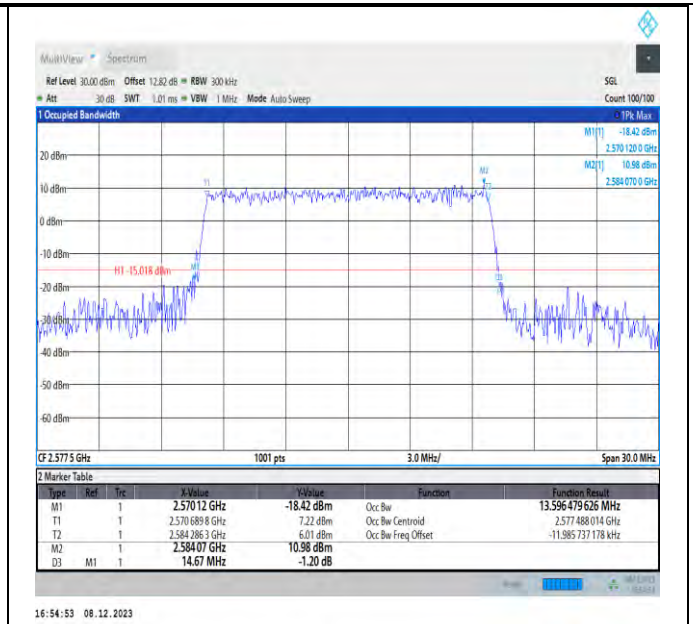 MultiView Spectrum
Ref Level 30.00 dBm Offset 12.82 dB RBW 300 kHz SGL
Att 30 dB SWT 1.01 ms VBW 1 MHz Mode Auto Sweep Count 100/100
1 Occupied Bandwidth 1Pk Max
M1[1] -18.42 dBm
2.570 120 0 GHz
M2[1] 10.98 dBm
2.584 070 0 GHz
20 dBm
M2
T1
T2
10 dBm
0 dBm
-10 dBm
M1
H1 -15.018 dBm
D3
-20 dBm
-30 dBm
-40 dBm
-50 dBm
-60 dBm
CF 2.577 5 GHz 1001 pts 3.0 MHz/ Span 30.0 MHz
2 Marker Table
Type Ref Trc X-Value Y-Value Function Function Result
M1 1 2.57012 GHz -18.42 dBm Occ Bw 13.596 479 626 MHz
T1 1 2.570 689 8 GHz 7.22 dBm Occ Bw Centroid 2.577 488 014 GHz
T2 1 2.584 286 3 GHz 6.01 dBm Occ Bw Freq Offset -11.985 737 178 kHz
M2 1 2.58407 GHz 10.98 dBm
D3 M1 1 14.67 MHz -1.20 dB
16:54:53 08.12.2023